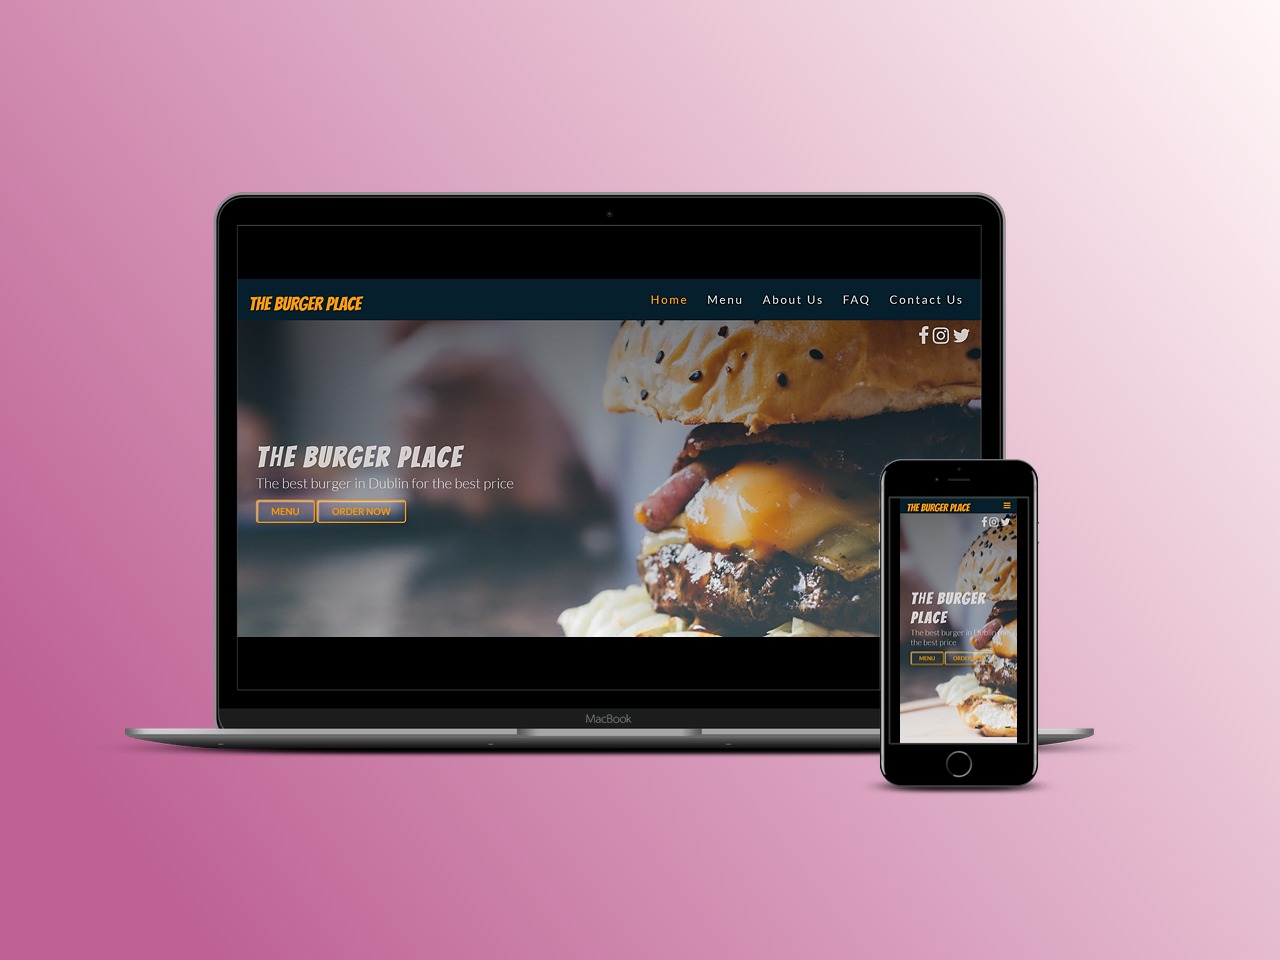 THE BURGER PLACE
Home Menu About Us FAQ Contact Us
THE BURGER PLACE
The best burger in Dublin for the best price
MENU ORDER NOW
MacBook
THE BURGER PLACE
THE BURGER
PLACE
The best burger in Dublin for
the best price
MENU ORDER NOW